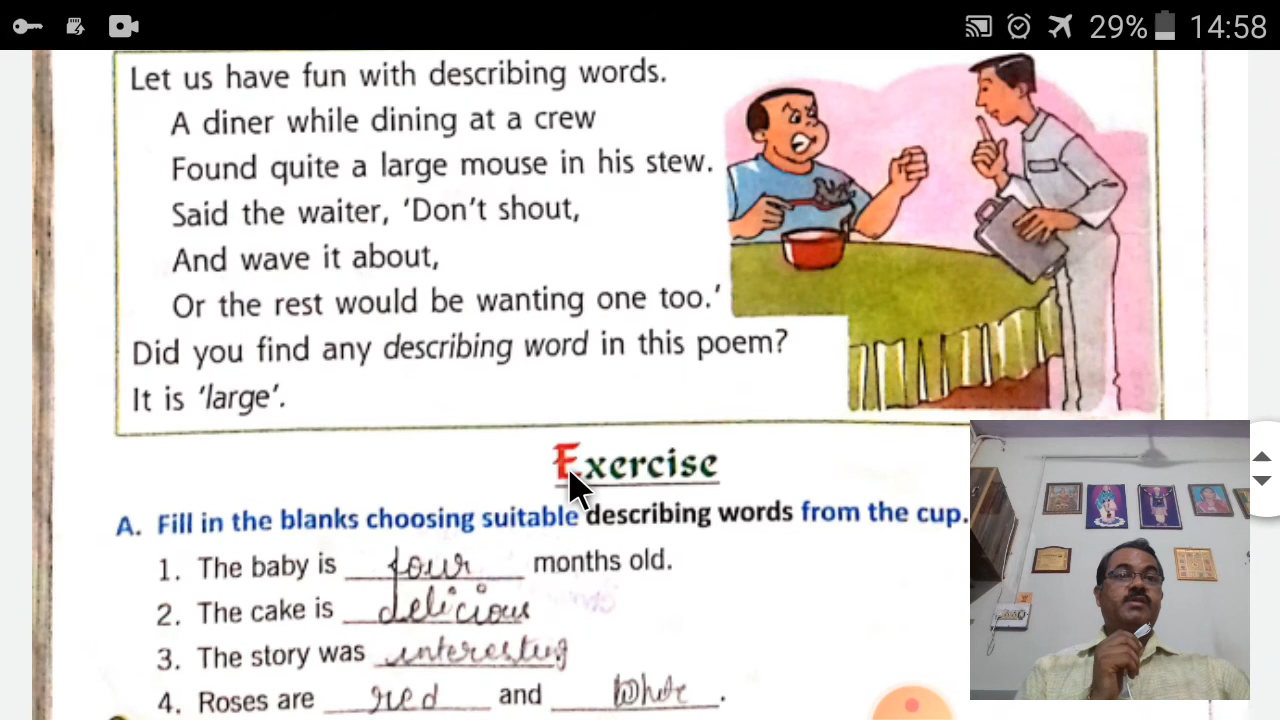 29% 14:58
Let us have fun with describing words.
A diner while dining at a crew
Found quite a large mouse in his stew.
Said the waiter, ‘Don’t shout,
And wave it about,
Or the rest would be wanting one too.’
Did you find any describing word in this poem?
It is ‘large’.
Exercise
A. Fill in the blanks choosing suitable describing words from the cup.
1. The baby is four months old.
2. The cake is delicious
3. The story was interesting
4. Roses are red and white.